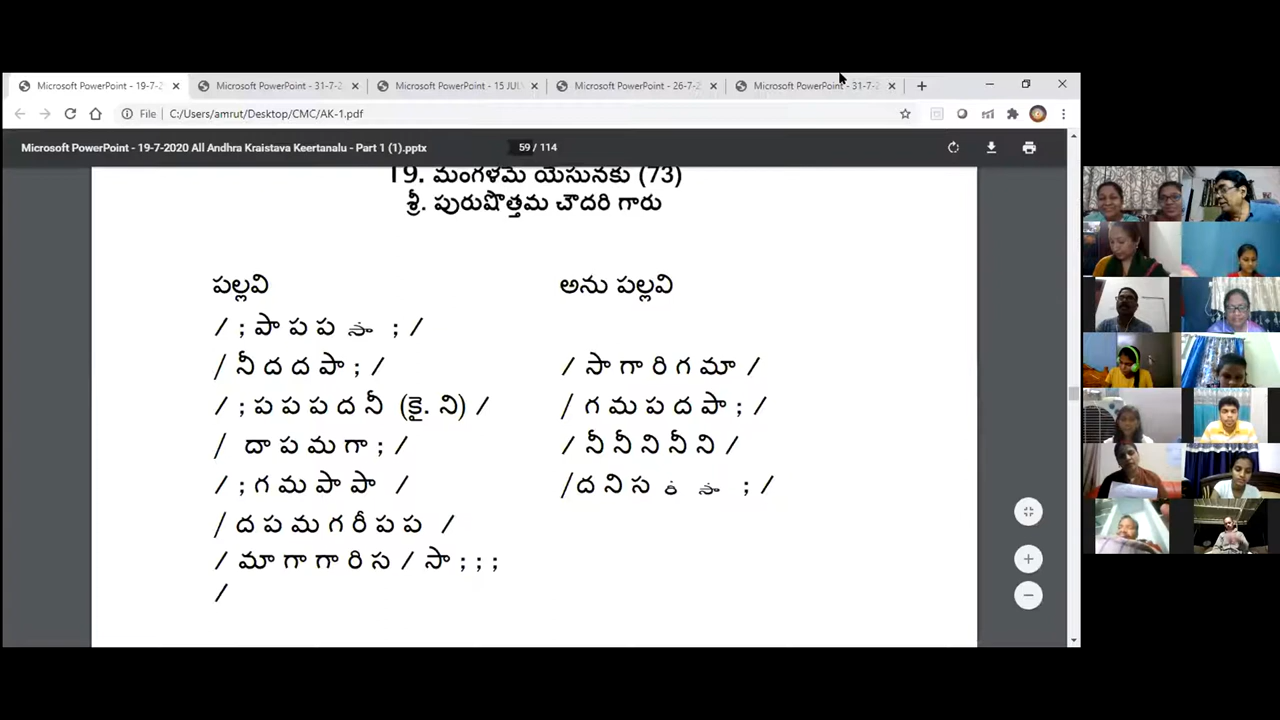 Microsoft PowerPoint - 19-7-2 Microsoft PowerPoint - 31-7-2 Microsoft PowerPoint - 15 JUL Microsoft PowerPoint - 26-7-2 Microsoft PowerPoint - 31-7-2
File C:/Users/amrut/Desktop/CMC/AK-1.pdf
Microsoft PowerPoint - 19-7-2020 All Andhra Kraistava Keertanalu - Part 1 (1).pptx 59 / 114
19. మంగళమే యేసునకు (73)
శ్రీ. పురుషొత్తమ చౌదరి గారు
పల్లవి
/ ; పా ప ప సా ; /
/ నీ ద ద పా ; /
/ ; ప ప ప ద నీ (కై. ని) /
/ దా ప మ గా ; /
/ ; గ మ పా పా /
/ ద ప మ గ రీ ప ప /
/ మా గా గా రి స / సా ; ; ;
/
అను పల్లవి
/ సా గా రి గ మా /
/ గ మ ప ద పా ; /
/ నీ నీ ని నీ ని /
/ద ని స రి సా ; /